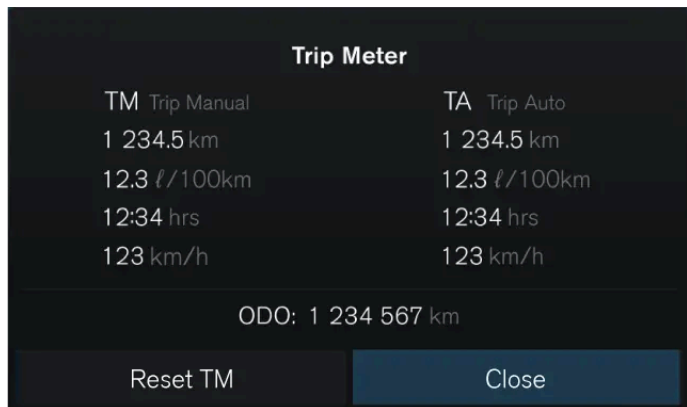 Trip Meter
TM Trip Manual
1 234.5 km
12.3 ℓ/100km
12:34 hrs
123 km/h
TA Trip Auto
1 234.5 km
12.3 ℓ/100km
12:34 hrs
123 km/h
ODO: 1 234 567 km
Reset TM
Close